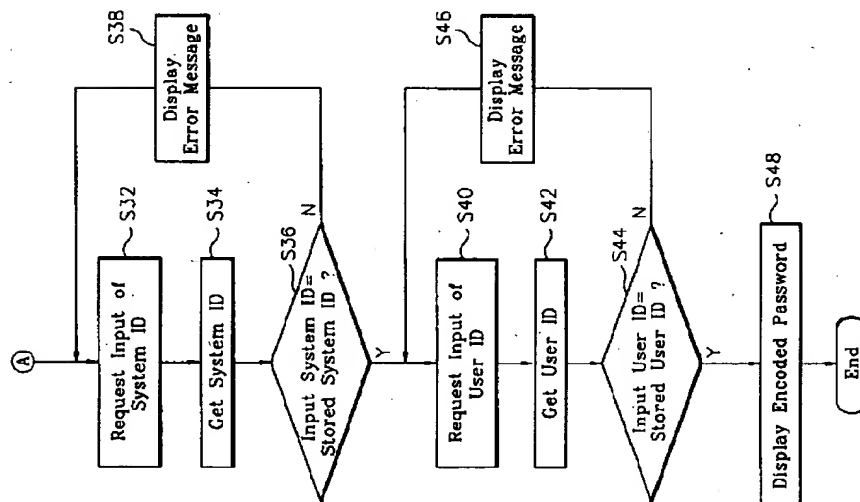 A
Request Input of
System ID
S32
Get System ID
S34
Input System ID=
Stored System ID ?
S36
N
Y
Display
Error Message
S38
Request Input of
User ID
S40
Get User ID
S42
Input User ID=
Stored User ID ?
S44
N
Y
Display
Error Message
S46
Display Encoded Password
S48
End